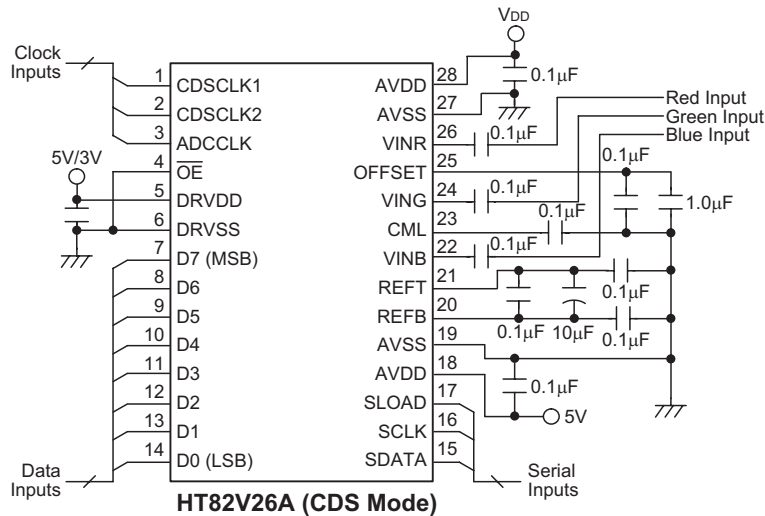 VDD
Clock
Inputs
1 CDSCLK1
2 CDSCLK2
3 ADCCLK
4 OE
5V/3V
5 DRVDD
6 DRVSS
7 D7 (MSB)
8 D6
9 D5
10 D4
11 D3
12 D2
13 D1
14 D0 (LSB)
Data
Inputs
AVDD 28
0.1µF
AVSS 27
VINR 26
0.1µF
Red Input
Green Input
Blue Input
OFFSET 25
0.1µF
VING 24
0.1µF
1.0µF
CML 23
0.1µF
VINB 22
0.1µF
REFT 21
0.1µF
REFB 20
0.1µF
10µF
0.1µF
AVSS 19
AVDD 18
0.1µF
5V
SLOAD 17
SCLK 16
SDATA 15
Serial
Inputs
HT82V26A (CDS Mode)